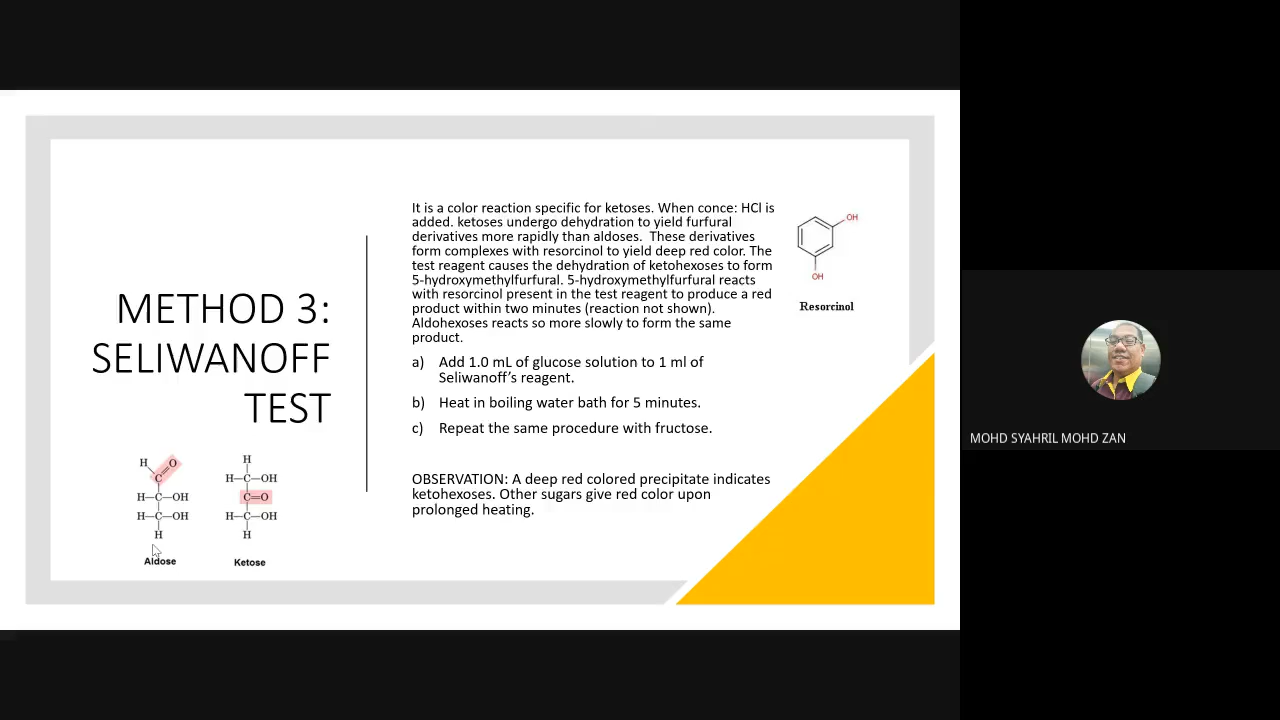 METHOD 3:
SELIWANOFF
TEST
It is a color reaction specific for ketoses. When conce: HCl is
added. ketoses undergo dehydration to yield furfural
derivatives more rapidly than aldoses. These derivatives
form complexes with resorcinol to yield deep red color. The
test reagent causes the dehydration of ketohexoses to form
5-hydroxymethylfurfural. 5-hydroxymethylfurfural reacts
with resorcinol present in the test reagent to produce a red
product within two minutes (reaction not shown).
Aldohexoses reacts so more slowly to form the same
product.
a) Add 1.0 mL of glucose solution to 1 ml of
Seliwanoff's reagent.
b) Heat in boiling water bath for 5 minutes.
c) Repeat the same procedure with fructose.
OBSERVATION: A deep red colored precipitate indicates
ketohexoses. Other sugars give red color upon
prolonged heating.
OH
OH
Resorcinol
H O
C
H—C—OH
H—C—OH
H
Aldose
H
H—C—OH
C=O
H—C—OH
H
Ketose
MOHD SYAHRIL MOHD ZAN